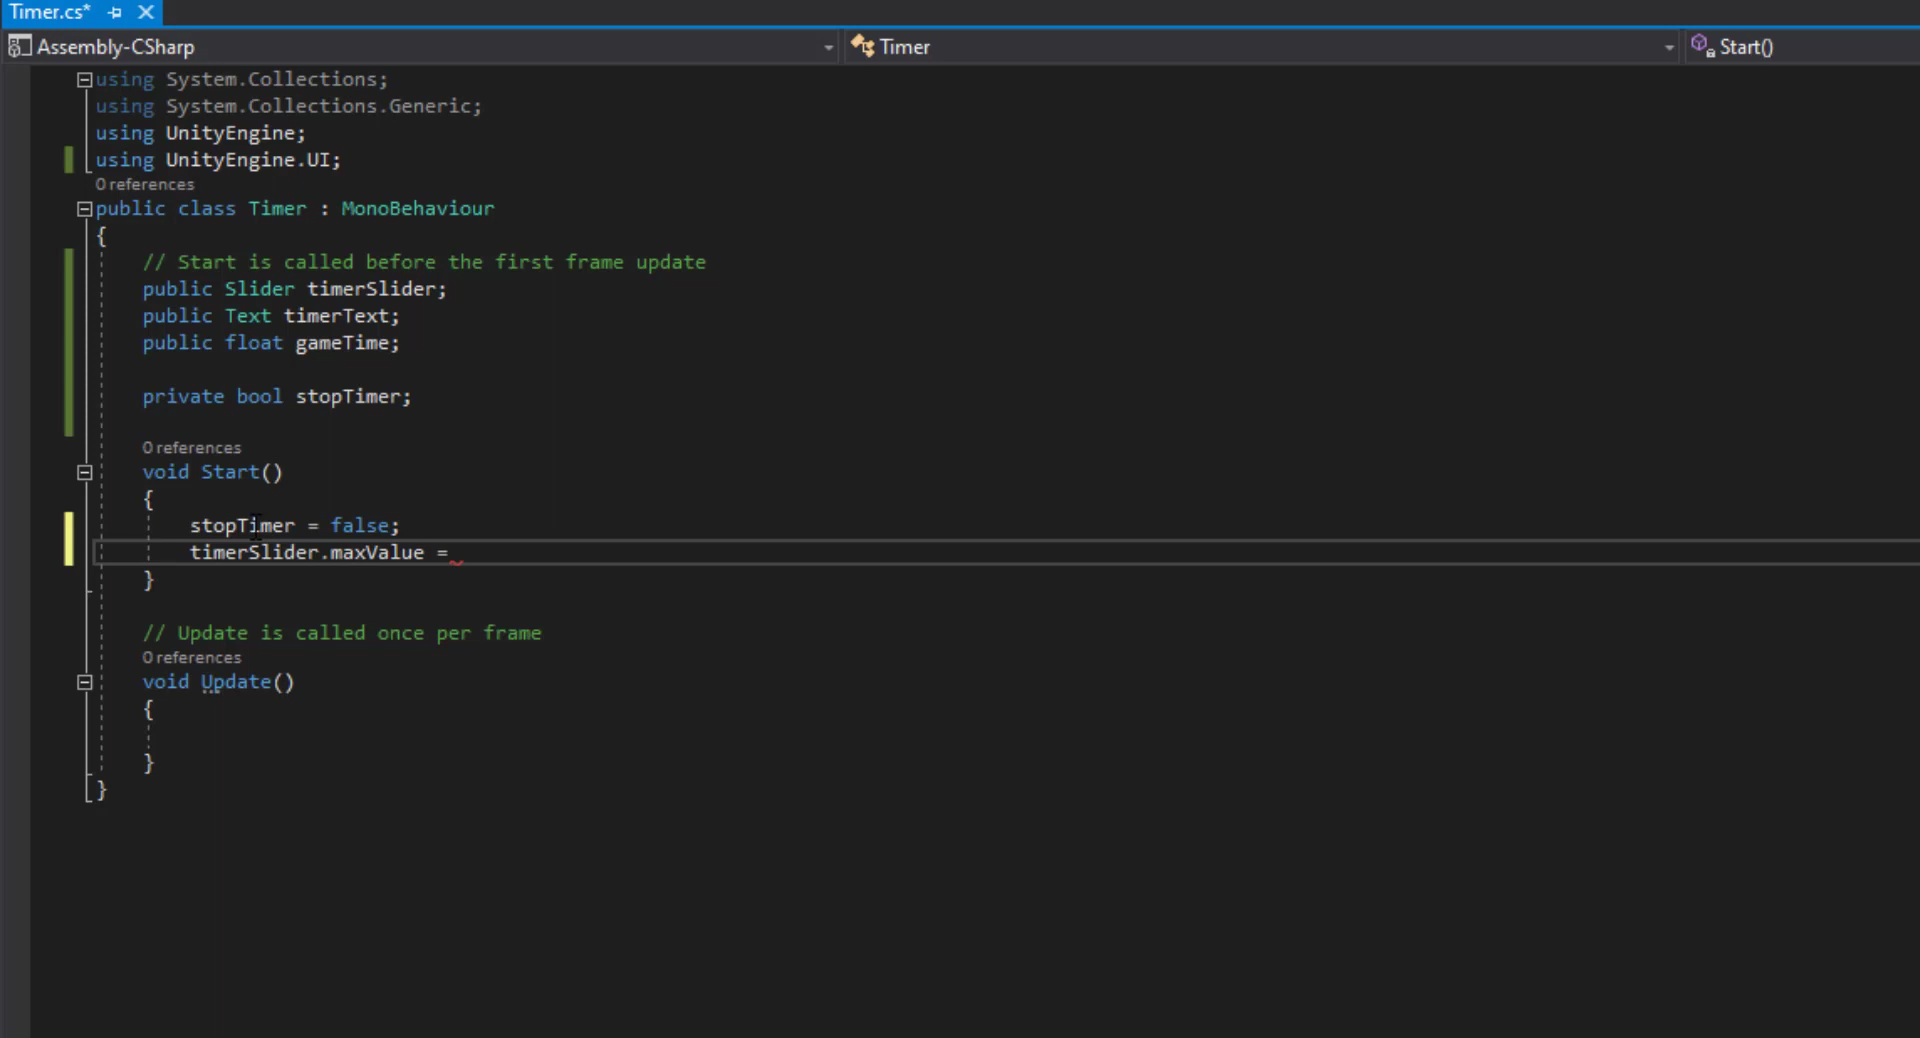 Timer.cs*
Assembly-CSharp Timer Start()
using System.Collections;
using System.Collections.Generic;
using UnityEngine;
using UnityEngine.UI;
0 references
public class Timer : MonoBehaviour
{
// Start is called before the first frame update
public Slider timerSlider;
public Text timerText;
public float gameTime;
private bool stopTimer;
0 references
void Start()
{
stopTimer = false;
timerSlider.maxValue =
}
// Update is called once per frame
0 references
void Update()
{
}
}